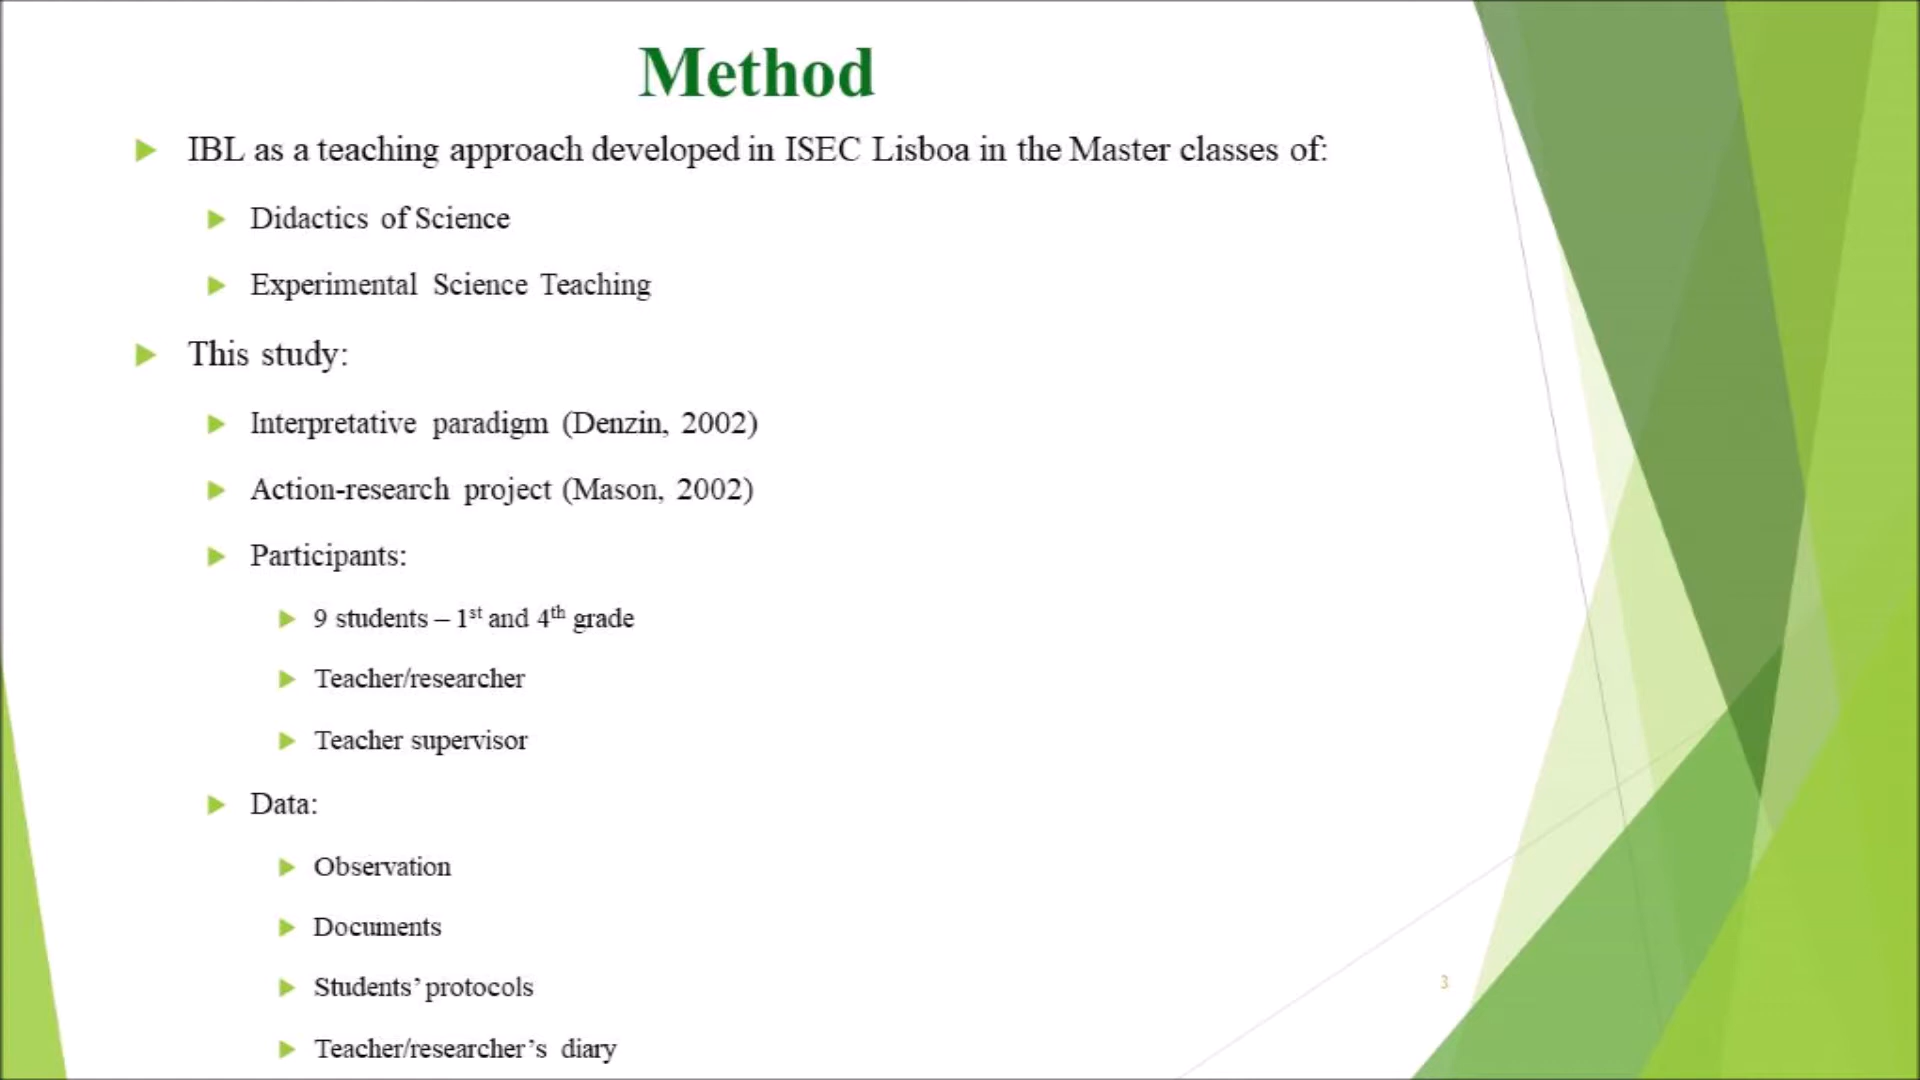 Method
IBL as a teaching approach developed in ISEC Lisboa in the Master classes of:
Didactics of Science
Experimental Science Teaching
This study:
Interpretative paradigm (Denzin, 2002)
Action-research project (Mason, 2002)
Participants:
9 students – 1st and 4th grade
Teacher/researcher
Teacher supervisor
Data:
Observation
Documents
Students’ protocols
3
Teacher/researcher’s diary